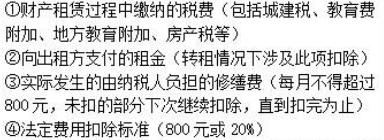 ①财产租赁过程中缴纳的税费（包括城建税、教育费
附加、地方教育附加、房产税等）
②向出租方支付的租金（转租情况下涉及此项扣除）
③实际发生的由纳税人负担的修缮费（每月不得超过
800元，未扣的部分下次继续扣除，直到扣完为止）
④法定费用扣除标准（800元或20%）